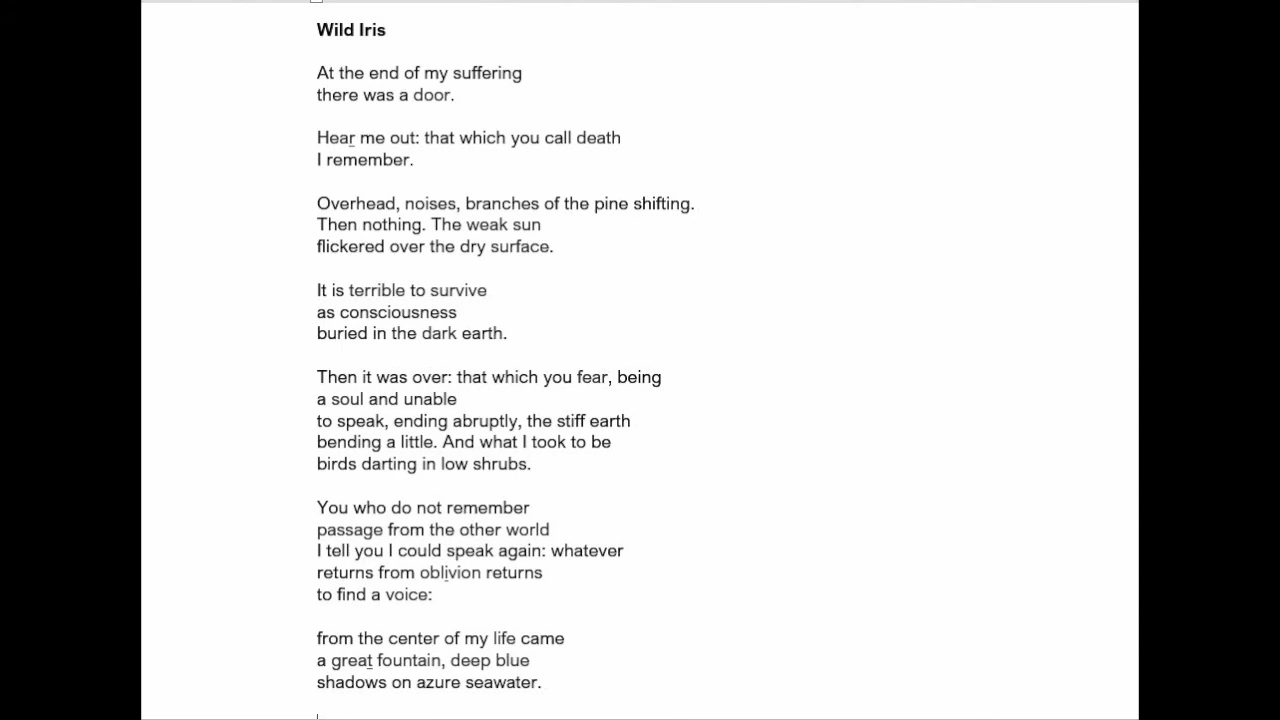 Wild Iris
At the end of my suffering
there was a door.
Hear me out: that which you call death
I remember.
Overhead, noises, branches of the pine shifting.
Then nothing. The weak sun
flickered over the dry surface.
It is terrible to survive
as consciousness
buried in the dark earth.
Then it was over: that which you fear, being
a soul and unable
to speak, ending abruptly, the stiff earth
bending a little. And what I took to be
birds darting in low shrubs.
You who do not remember
passage from the other world
I tell you I could speak again: whatever
returns from oblivion returns
to find a voice:
from the center of my life came
a great fountain, deep blue
shadows on azure seawater.